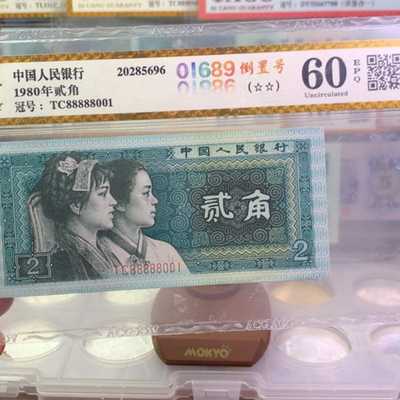 中国人民银行
1980年贰角
冠号: TC88888001
20285696
01689 倒置号
01986 (☆☆)
60 EPQ
Uncirculated
中国人民银行
贰角
2
2
TC88888001
MOKYO